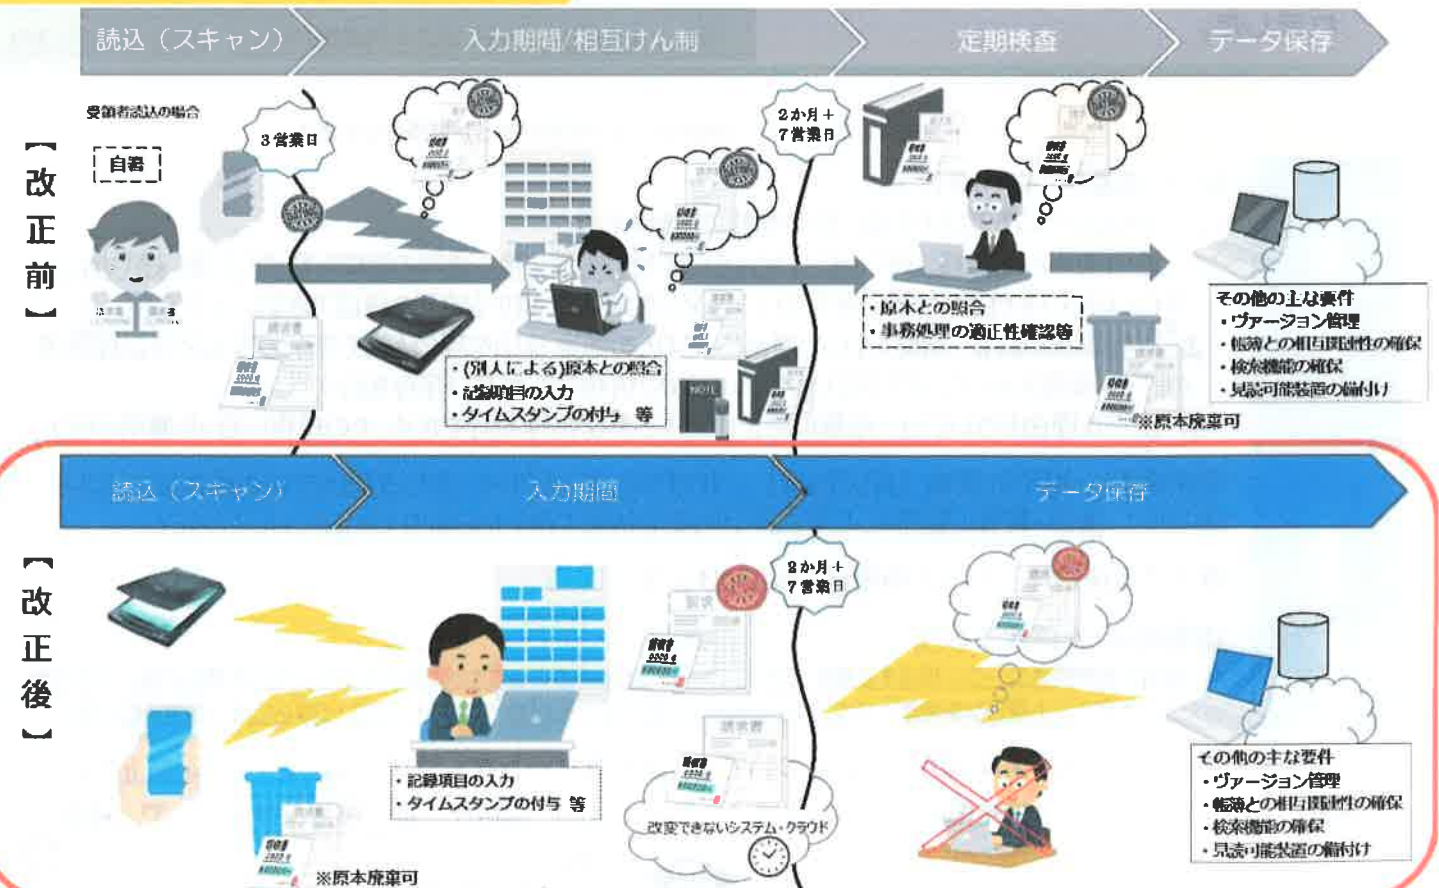 読込（スキャン）
入力期間/相互けん制
定期検査
データ保存
【改正前】
受領者読込の場合
自署
3営業日
2か月＋
7営業日
請求書
領収書
・(別人による)原本との照合
・記録項目の入力
・タイムスタンプの付与 等
・原本との照合
・事務処理の適正性確認等
※原本廃棄可
その他の主な要件
・ヴァージョン管理
・帳簿との相互関連性の確保
・検索機能の確保
・見読可能装置の備付け
読込（スキャン）
入力期間
データ保存
【改正後】
2か月＋
7営業日
領収書
・記録項目の入力
・タイムスタンプの付与 等
請求書
改変できないシステム・クラウド
※原本廃棄可
その他の主な要件
・ヴァージョン管理
・帳簿との相互関連性の確保
・検索機能の確保
・見読可能装置の備付け